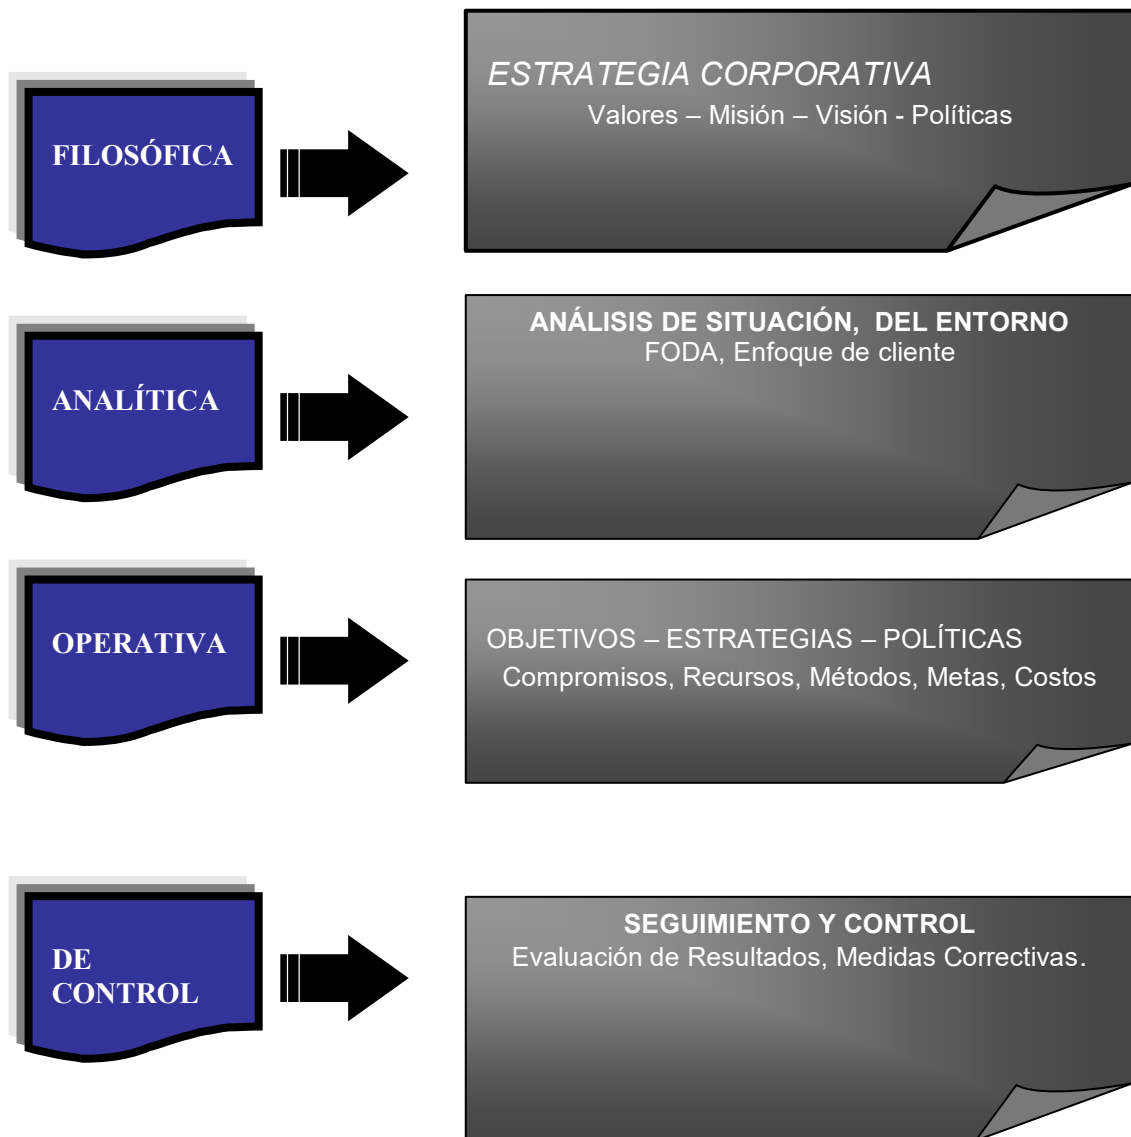 FILOSÓFICA
ESTRATEGIA CORPORATIVA
Valores – Misión – Visión - Políticas
ANALÍTICA
ANÁLISIS DE SITUACIÓN, DEL ENTORNO
FODA, Enfoque de cliente
OPERATIVA
OBJETIVOS – ESTRATEGIAS – POLÍTICAS
Compromisos, Recursos, Métodos, Metas, Costos
DE
CONTROL
SEGUIMIENTO Y CONTROL
Evaluación de Resultados, Medidas Correctivas.